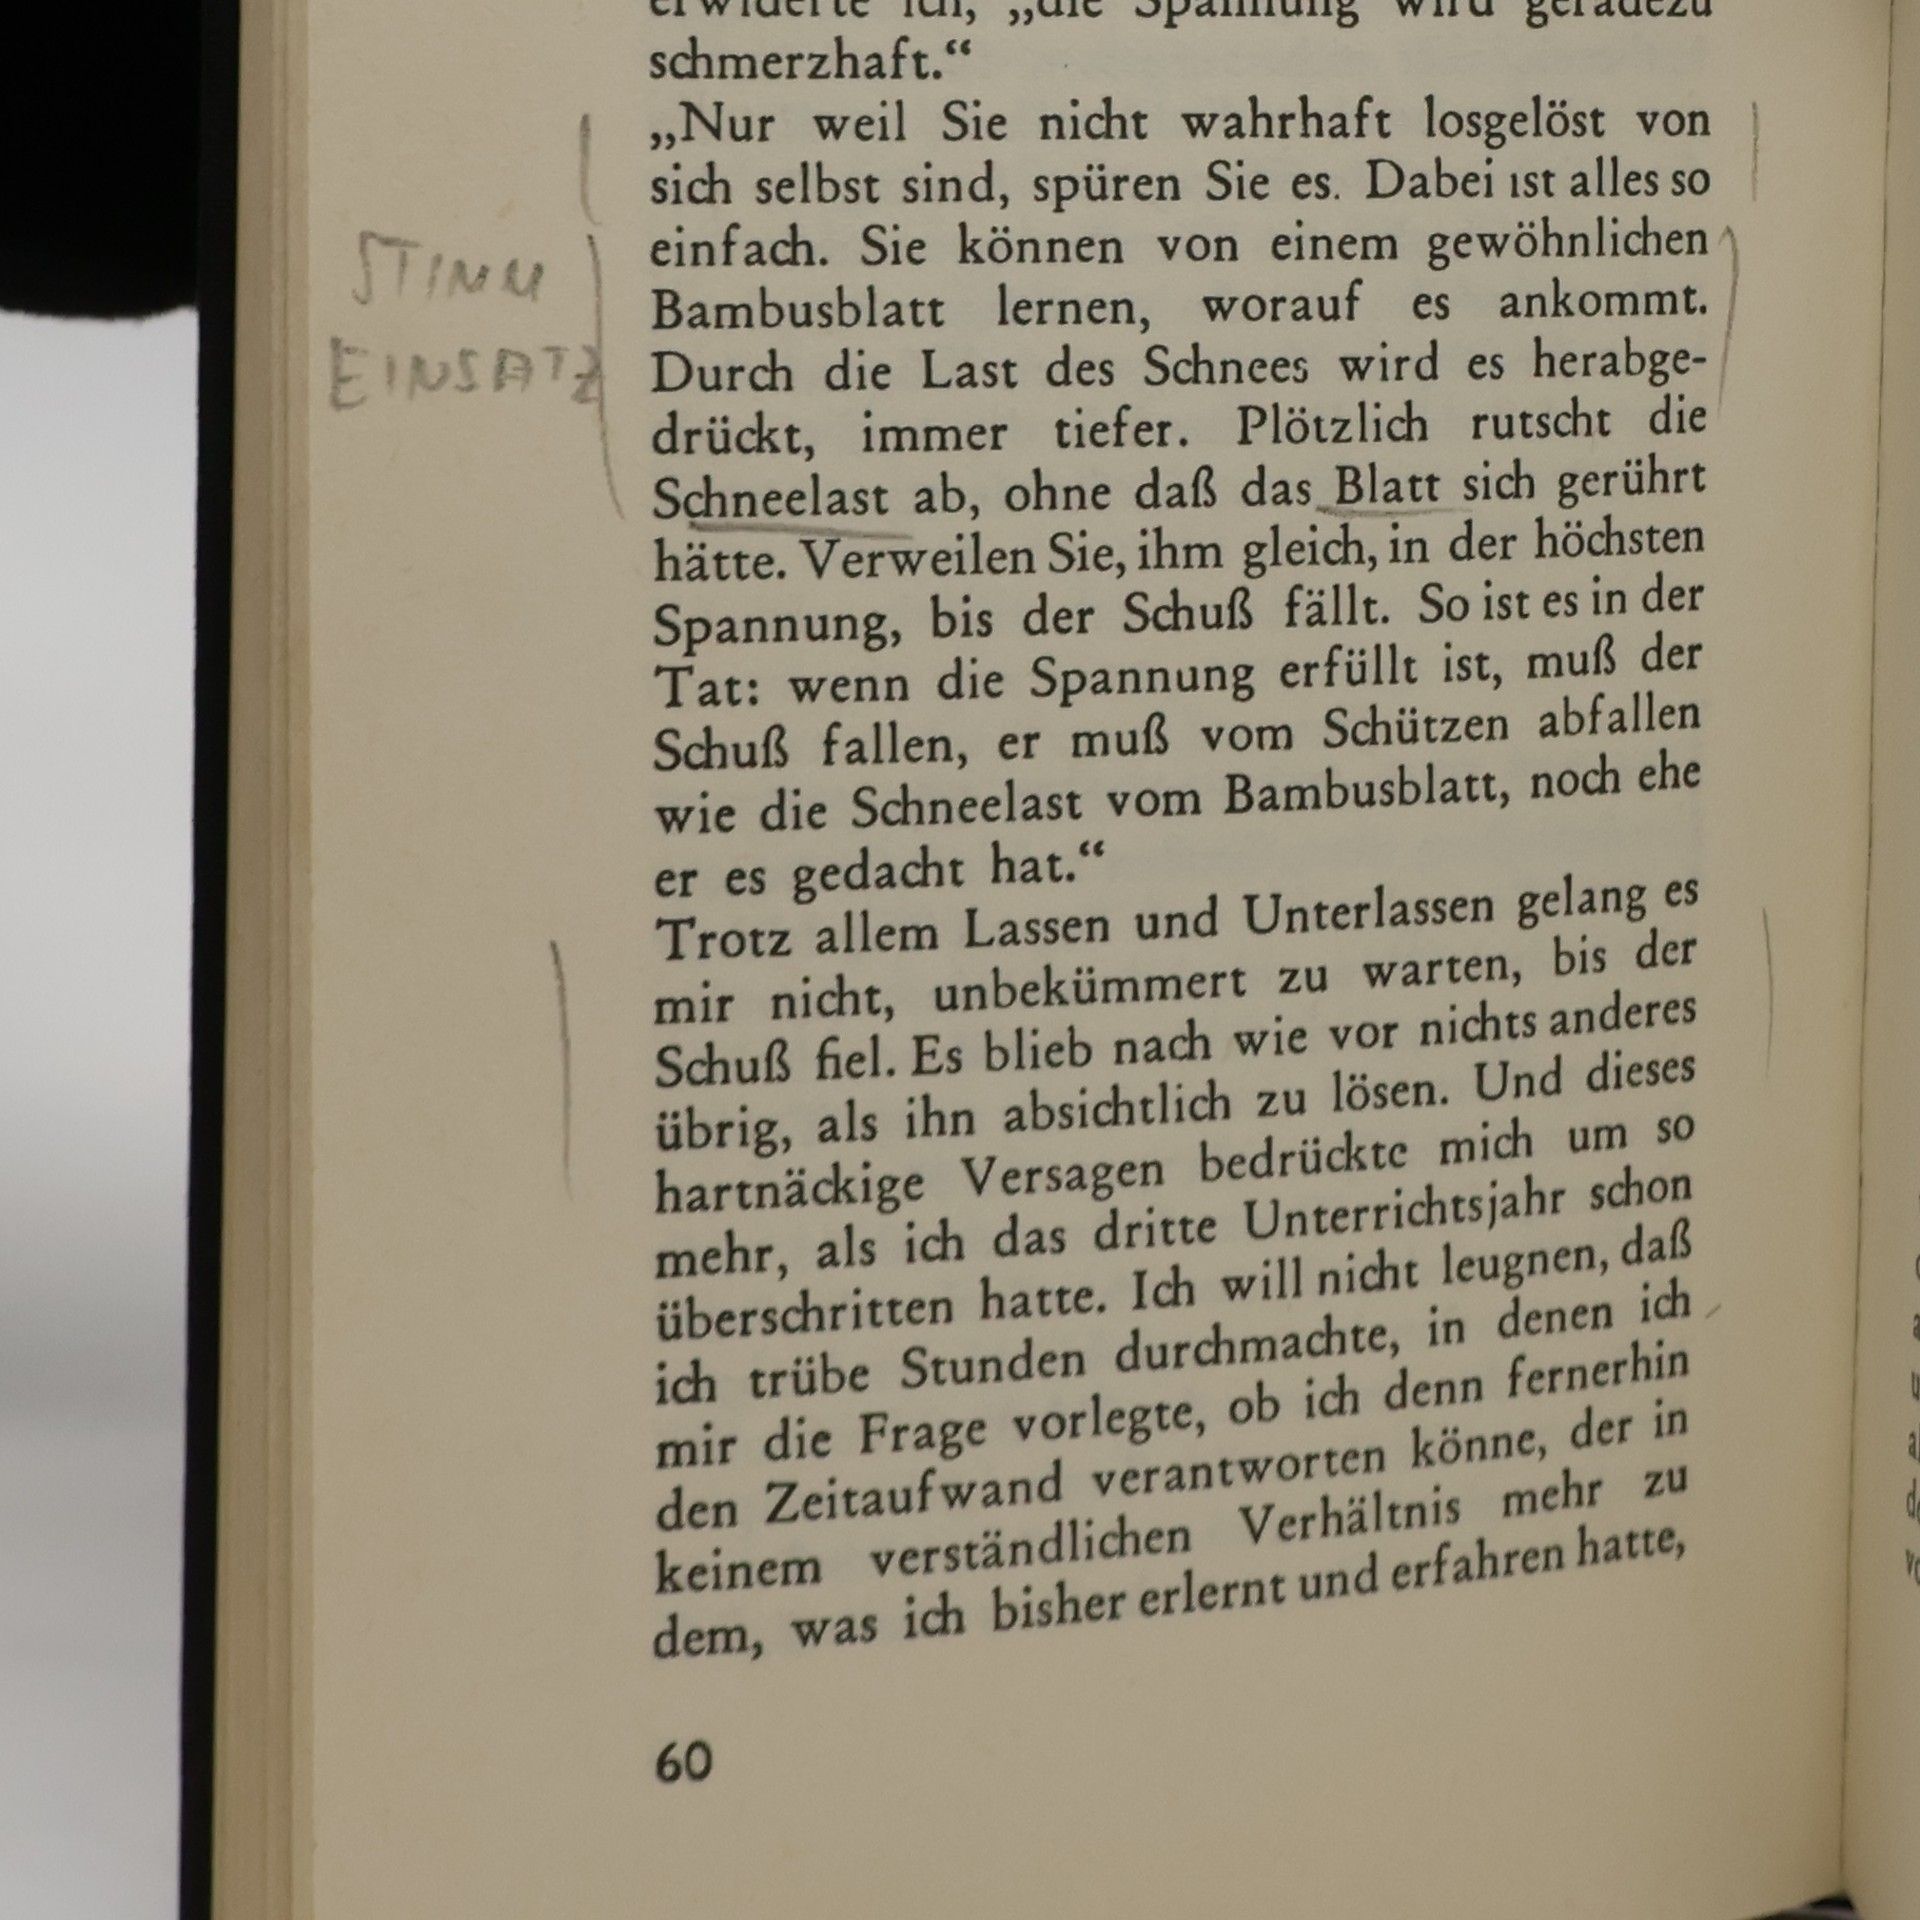 erwiderte ich, „die Spannung wird geradezu
schmerzhaft.“
„Nur weil Sie nicht wahrhaft losgelöst von
sich selbst sind, spüren Sie es. Dabei ist alles so
einfach. Sie können von einem gewöhnlichen
Bambusblatt lernen, worauf es ankommt.
Durch die Last des Schnees wird es herabge-
drückt, immer tiefer. Plötzlich rutscht die
Schneelast ab, ohne daß das Blatt sich gerührt
hätte. Verweilen Sie, ihm gleich, in der höchsten
Spannung, bis der Schuß fällt. So ist es in der
Tat: wenn die Spannung erfüllt ist, muß der
Schuß fallen, er muß vom Schützen abfallen
wie die Schneelast vom Bambusblatt, noch ehe
er es gedacht hat.“
Trotz allem Lassen und Unterlassen gelang es
mir nicht, unbekümmert zu warten, bis der
Schuß fiel. Es blieb nach wie vor nichts anderes
übrig, als ihn absichtlich zu lösen. Und dieses
hartnäckige Versagen bedrückte mich um so
mehr, als ich das dritte Unterrichtsjahr schon
überschritten hatte. Ich will nicht leugnen, daß
ich trübe Stunden durchmachte, in denen ich
mir die Frage vorlegte, ob ich denn fernerhin
den Zeitaufwand verantworten könne, der in
keinem verständlichen Verhältnis mehr zu
dem, was ich bisher erlernt und erfahren hatte,
60
STIMM
EINSATZ